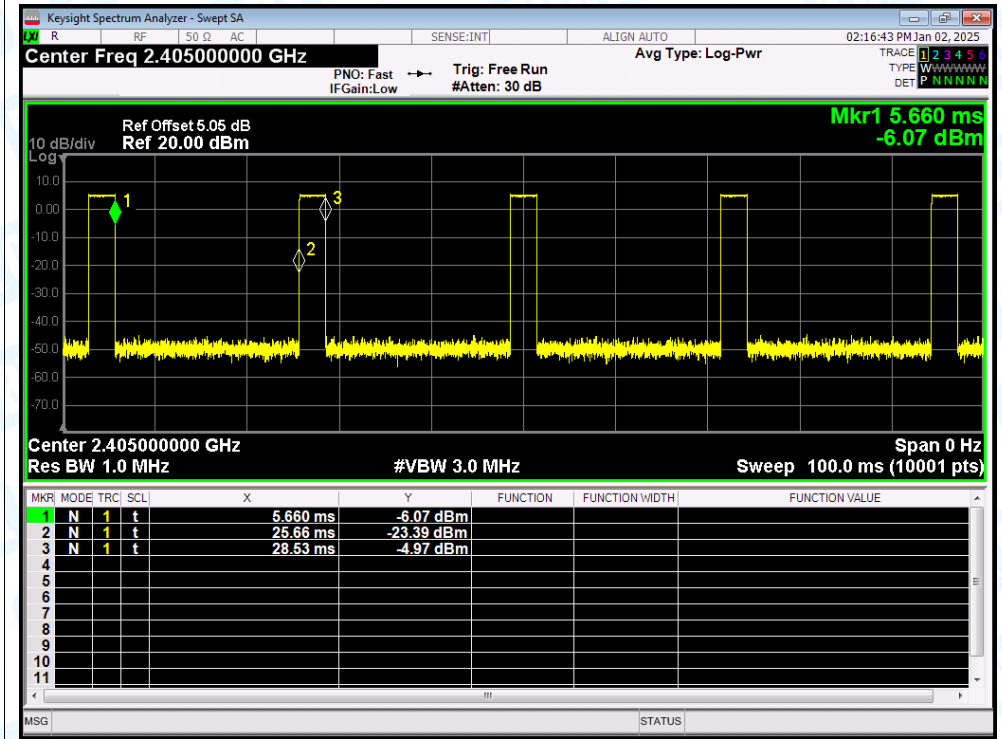 Keysight Spectrum Analyzer - Swept SA
LXI R RF 50 Ω AC SENSE:INT ALIGN AUTO 02:16:43 PM Jan 02, 2025
Center Freq 2.405000000 GHz Avg Type: Log-Pwr TRACE 1 2 3 4 5 6
PNO: Fast Trig: Free Run TYPE WWWWWW
IFGain:Low #Atten: 30 dB DET P N N N N N
Mkr1 5.660 ms
Ref Offset 5.05 dB -6.07 dBm
10 dB/div Ref 20.00 dBm
Log
10.0
1 3
0.00
-10.0
2
-20.0
-30.0
-40.0
-50.0
-60.0
-70.0
Center 2.405000000 GHz Span 0 Hz
Res BW 1.0 MHz #VBW 3.0 MHz Sweep 100.0 ms (10001 pts)
MKR MODE TRC SCL X Y FUNCTION FUNCTION WIDTH FUNCTION VALUE
1 N 1 t 5.660 ms -6.07 dBm
2 N 1 t 25.66 ms -23.39 dBm
3 N 1 t 28.53 ms -4.97 dBm
4
5
6
7
8
9
10
11
MSG STATUS